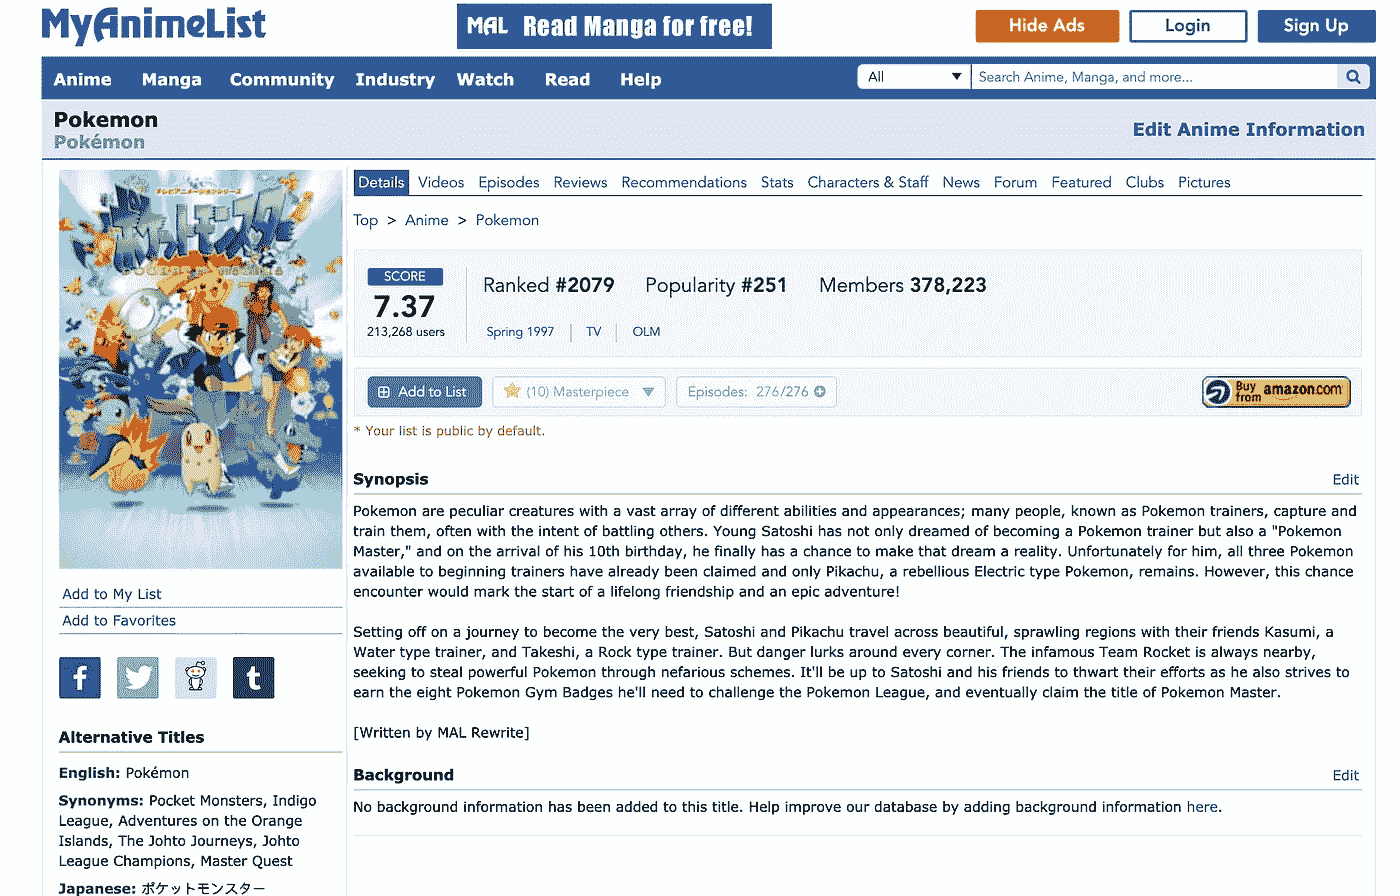 MyAnimeList
MAL Read Manga for free!
Hide Ads Login Sign Up
Anime Manga Community Industry Watch Read Help
All Search Anime, Manga, and more...
Pokemon
Pokémon
Edit Anime Information
Details Videos Episodes Reviews Recommendations Stats Characters & Staff News Forum Featured Clubs Pictures
Top > Anime > Pokemon
SCORE
7.37
213,268 users
Ranked #2079 Popularity #251 Members 378,223
Spring 1997 TV OLM
Add to List (10) Masterpiece Episodes: 276/276
Buy from amazon.com
* Your list is public by default.
Synopsis Edit
Pokemon are peculiar creatures with a vast array of different abilities and appearances; many people, known as Pokemon trainers, capture and
train them, often with the intent of battling others. Young Satoshi has not only dreamed of becoming a Pokemon trainer but also a "Pokemon
Master," and on the arrival of his 10th birthday, he finally has a chance to make that dream a reality. Unfortunately for him, all three Pokemon
available to beginning trainers have already been claimed and only Pikachu, a rebellious Electric type Pokemon, remains. However, this chance
encounter would mark the start of a lifelong friendship and an epic adventure!
Setting off on a journey to become the very best, Satoshi and Pikachu travel across beautiful, sprawling regions with their friends Kasumi, a
Water type trainer, and Takeshi, a Rock type trainer. But danger lurks around every corner. The infamous Team Rocket is always nearby,
seeking to steal powerful Pokemon through nefarious schemes. It'll be up to Satoshi and his friends to thwart their efforts as he also strives to
earn the eight Pokemon Gym Badges he'll need to challenge the Pokemon League, and eventually claim the title of Pokemon Master.
[Written by MAL Rewrite]
Background Edit
No background information has been added to this title. Help improve our database by adding background information here.
Add to My List
Add to Favorites
Alternative Titles
English: Pokémon
Synonyms: Pocket Monsters, Indigo
League, Adventures on the Orange
Islands, The Johto Journeys, Johto
League Champions, Master Quest
Japanese: ポケットモンスター